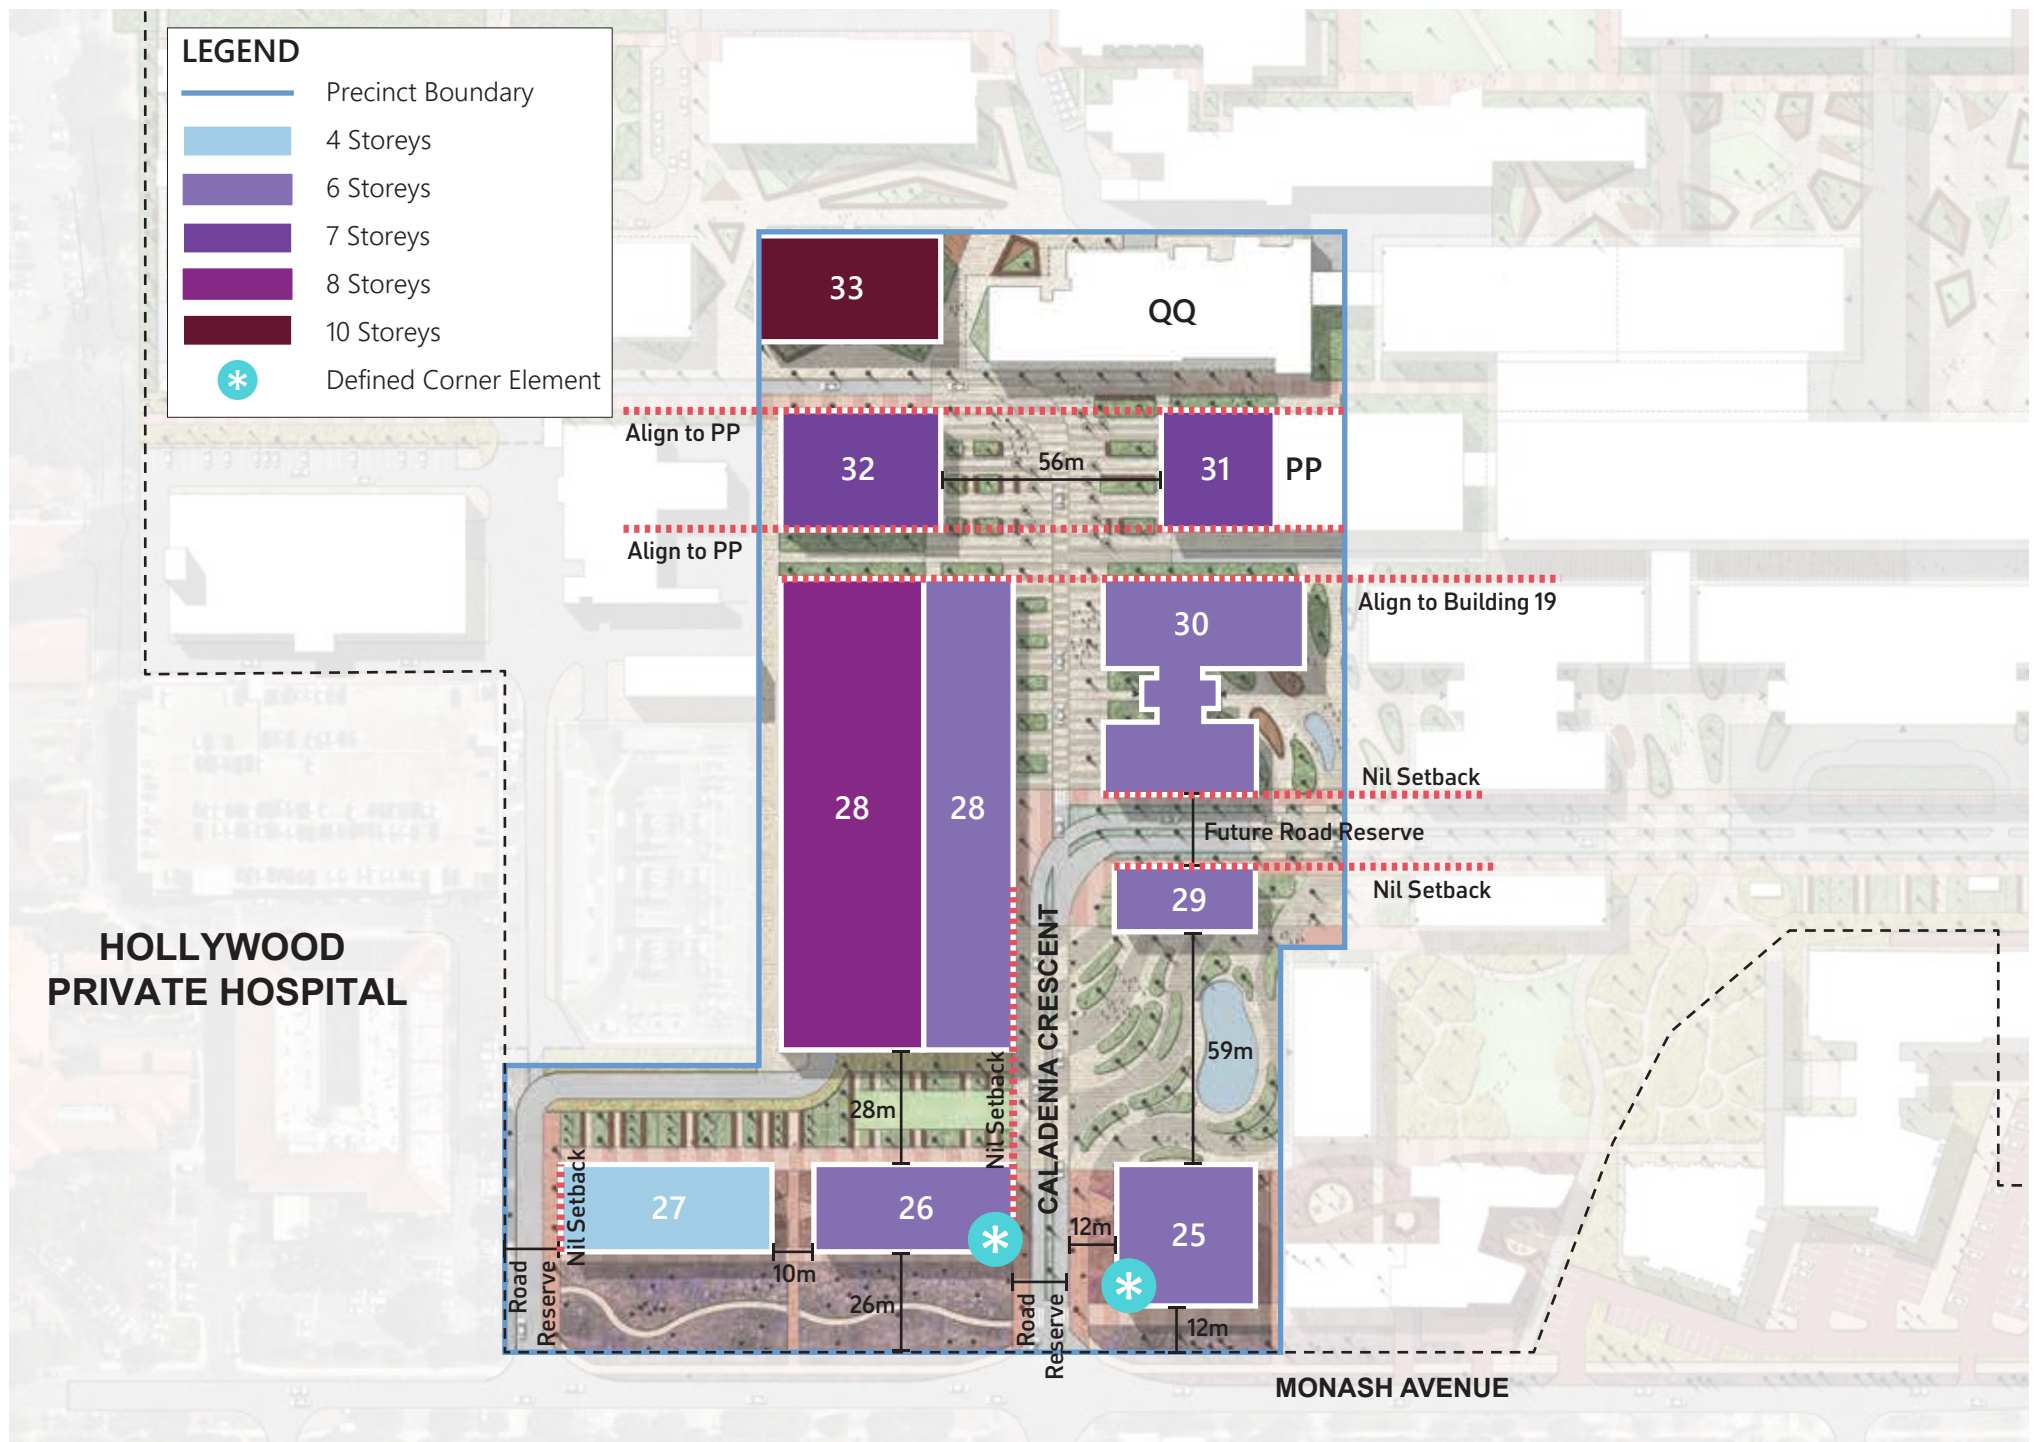 LEGEND
Precinct Boundary
4 Storeys
6 Storeys
7 Storeys
8 Storeys
10 Storeys
* Defined Corner Element
33
QQ
Align to PP
32
56m
31
PP
Align to PP
Align to Building 19
30
Nil Setback
28
28
Future Road Reserve
29
Nil Setback
HOLLYWOOD
PRIVATE HOSPITAL
CALADENIA CRESCENT
59m
28m
Nil Setback
Nil Setback
27
26
*
12m
25
*
10m
26m
12m
Road
Reserve
Road
Reserve
MONASH AVENUE